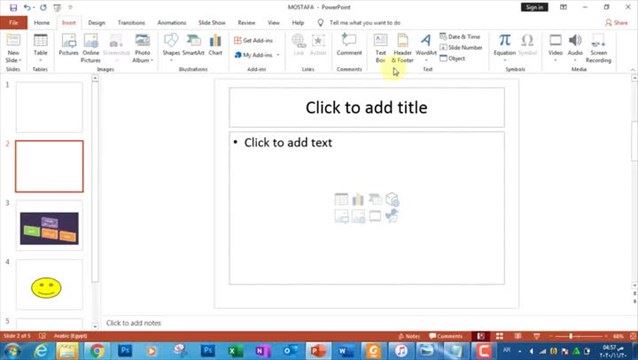 MOSTAFA - PowerPoint
Sign in
File Home Insert Design Transitions Animations Slide Show Review View Help Tell me what you want to do Share
New Slide Table Pictures Online Pictures Shapes SmartArt Chart Get Add-ins My Add-ins Link Action Comment Text Box Header & Footer WordArt Date & Time Slide Number Object Equation Symbol Video Audio Screen Recording
Slides Tables Images Illustrations Add-ins Links Comments Text Symbols Media
1
2
3
4
5
Click to add title
• Click to add text
Click to add notes
Slide 2 of 5 Arabic (Egypt) Notes Comments 68%
AR 04:57